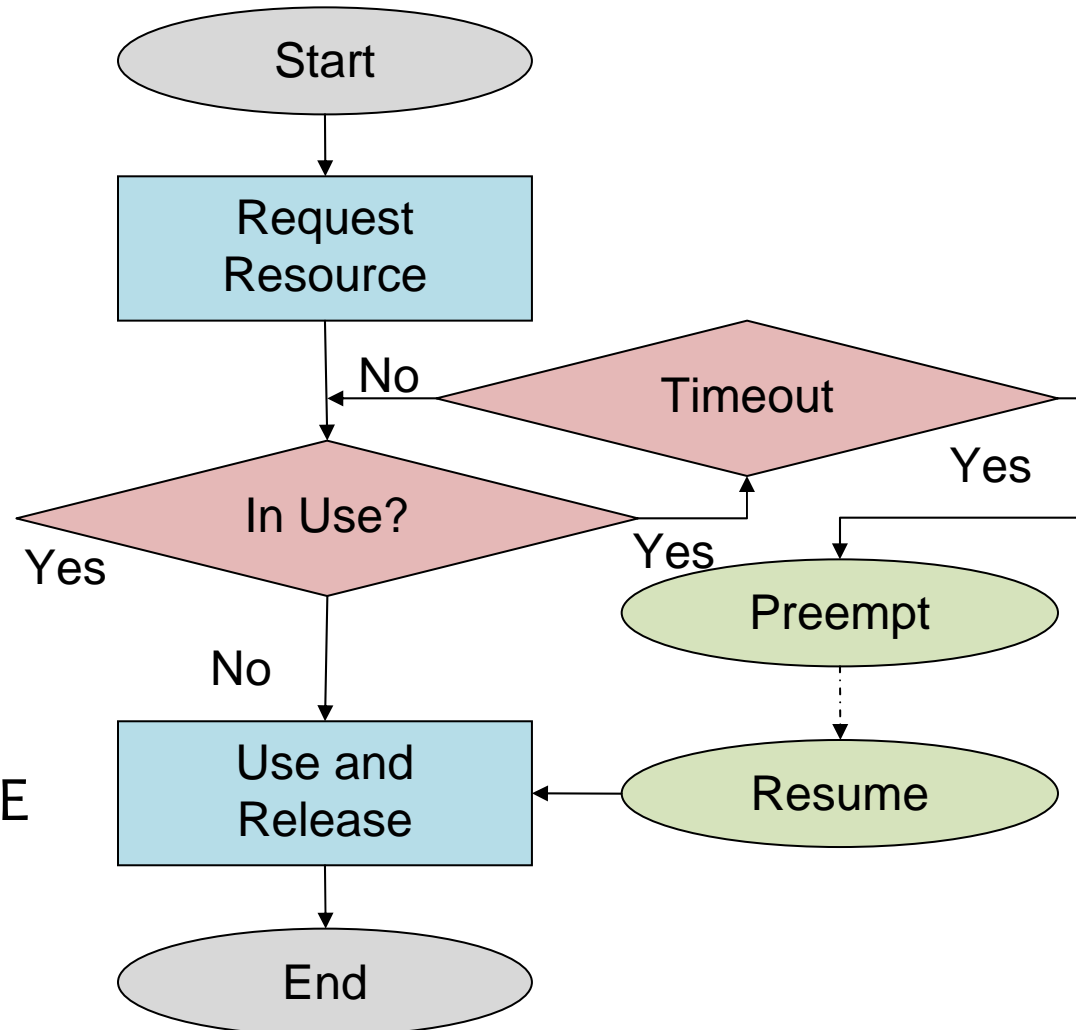 Start
Request
Resource
No
Timeout
Yes
In Use?
Yes
Yes
Preempt
No
Use and
Release
E
Resume
End